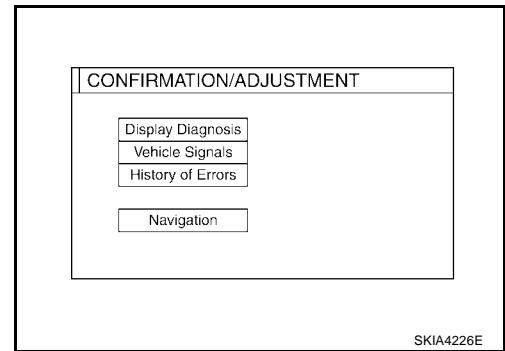 CONFIRMATION/ADJUSTMENT
Display Diagnosis
Vehicle Signals
History of Errors
Navigation
SKIA4226E